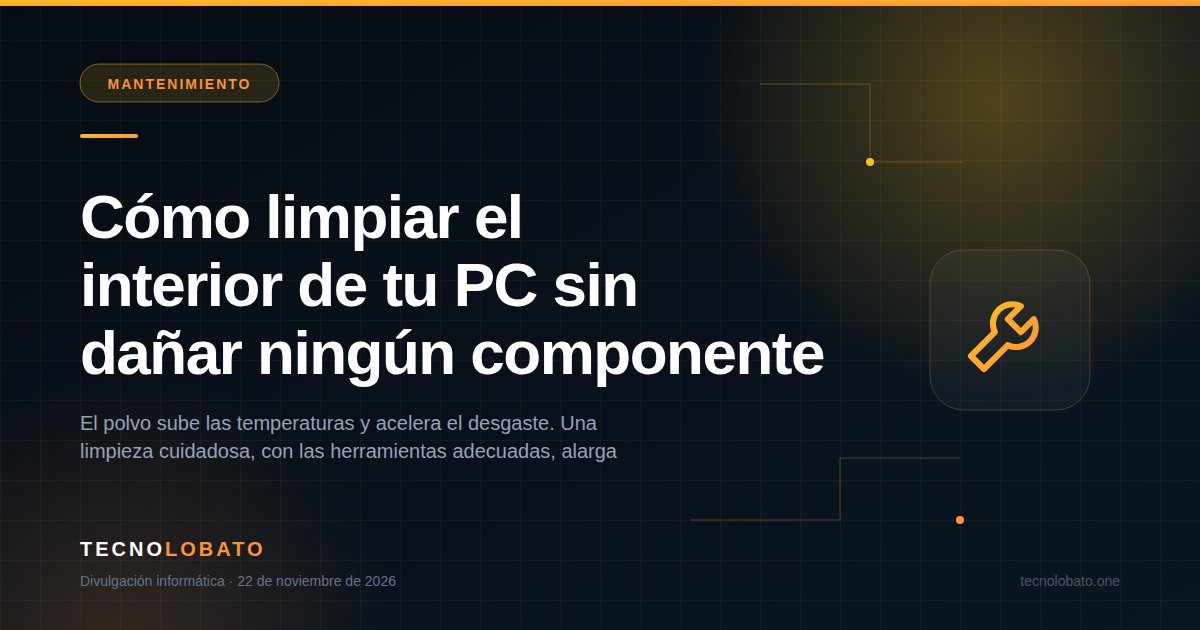 MANTENIMIENTO
Cómo limpiar el
interior de tu PC sin
dañar ningún componente
El polvo sube las temperaturas y acelera el desgaste. Una
limpieza cuidadosa, con las herramientas adecuadas, alarga
TECNOLOBATO
Divulgación informática · 22 de noviembre de 2026
tecnolobato.one